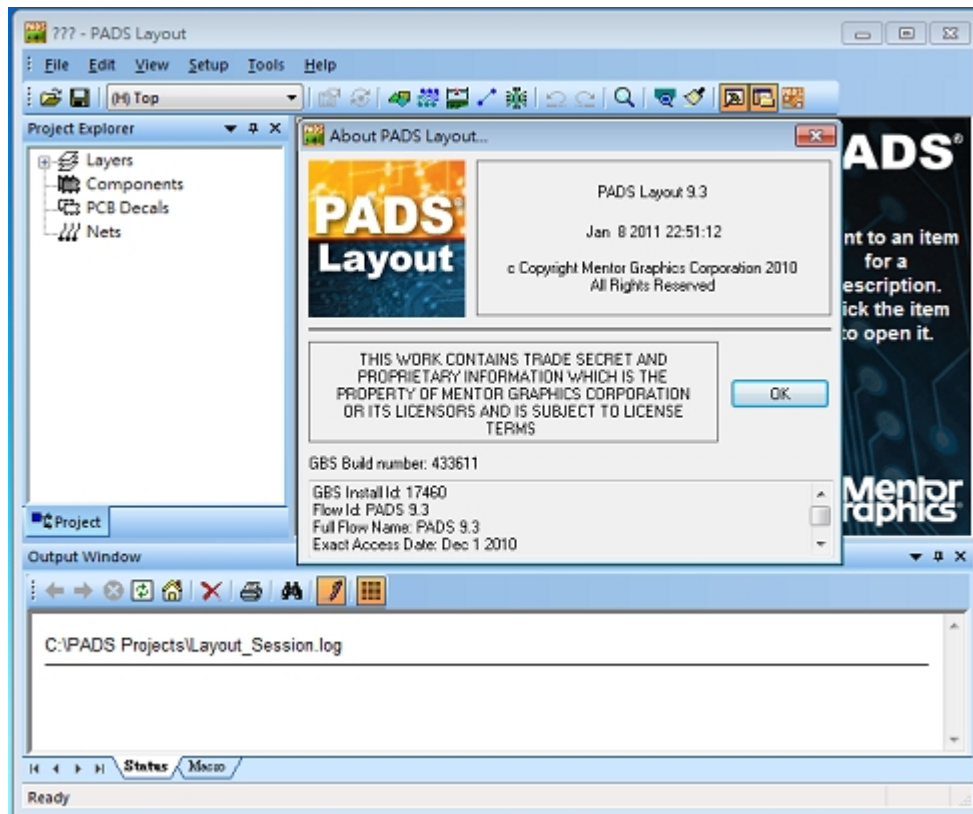 ??? - PADS Layout
File Edit View Setup Tools Help
(H) Top
Project Explorer
Layers
Components
PCB Decals
Nets
Project
About PADS Layout...
PADS
Layout
PADS Layout 9.3
Jan 8 2011 22:51:12
c Copyright Mentor Graphics Corporation 2010
All Rights Reserved
THIS WORK CONTAINS TRADE SECRET AND
PROPRIETARY INFORMATION WHICH IS THE
PROPERTY OF MENTOR GRAPHICS CORPORATION
OR ITS LICENSORS AND IS SUBJECT TO LICENSE
TERMS
OK
GBS Build number: 433611
GBS Install Id: 17460
Flow Id: PADS 9.3
Full Flow Name: PADS 9.3
Exact Access Date: Dec 1 2010
ADS®
nt to an item
for a
escription.
ick the item
to open it.
Mentor
raphics
Output Window
C:\PADS Projects\Layout_Session.log
Status Macro
Ready